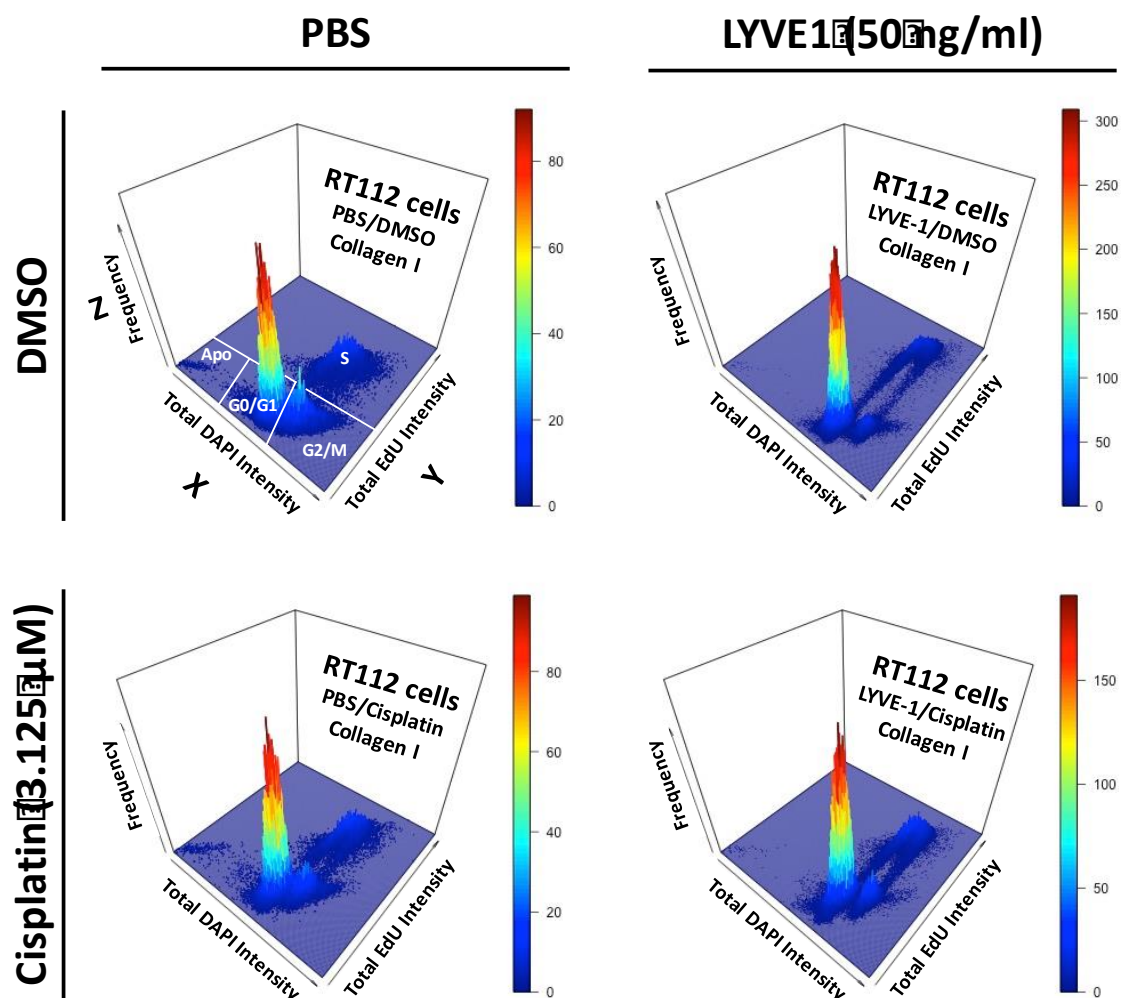 PBS
LYVE1 (50 ng/ml)
DMSO
RT112 cells
PBS/DMSO
Collagen I
Z
Frequency
Apo
G0/G1
S
G2/M
Total DAPI Intensity
X
Total EdU Intensity
Y
80
60
40
20
0
RT112 cells
LYVE-1/DMSO
Collagen I
Frequency
Total DAPI Intensity
Total EdU Intensity
300
250
200
150
100
50
0
Cisplatin (3.125 µM)
RT112 cells
PBS/Cisplatin
Collagen I
Frequency
Total DAPI Intensity
Total EdU Intensity
80
60
40
20
0
RT112 cells
LYVE-1/Cisplatin
Collagen I
Frequency
Total DAPI Intensity
Total EdU Intensity
150
100
50
0